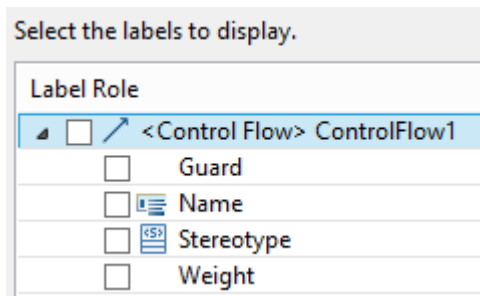 Select the labels to display.
Label Role
<Control Flow> ControlFlow1
Guard
Name
<S> Stereotype
Weight